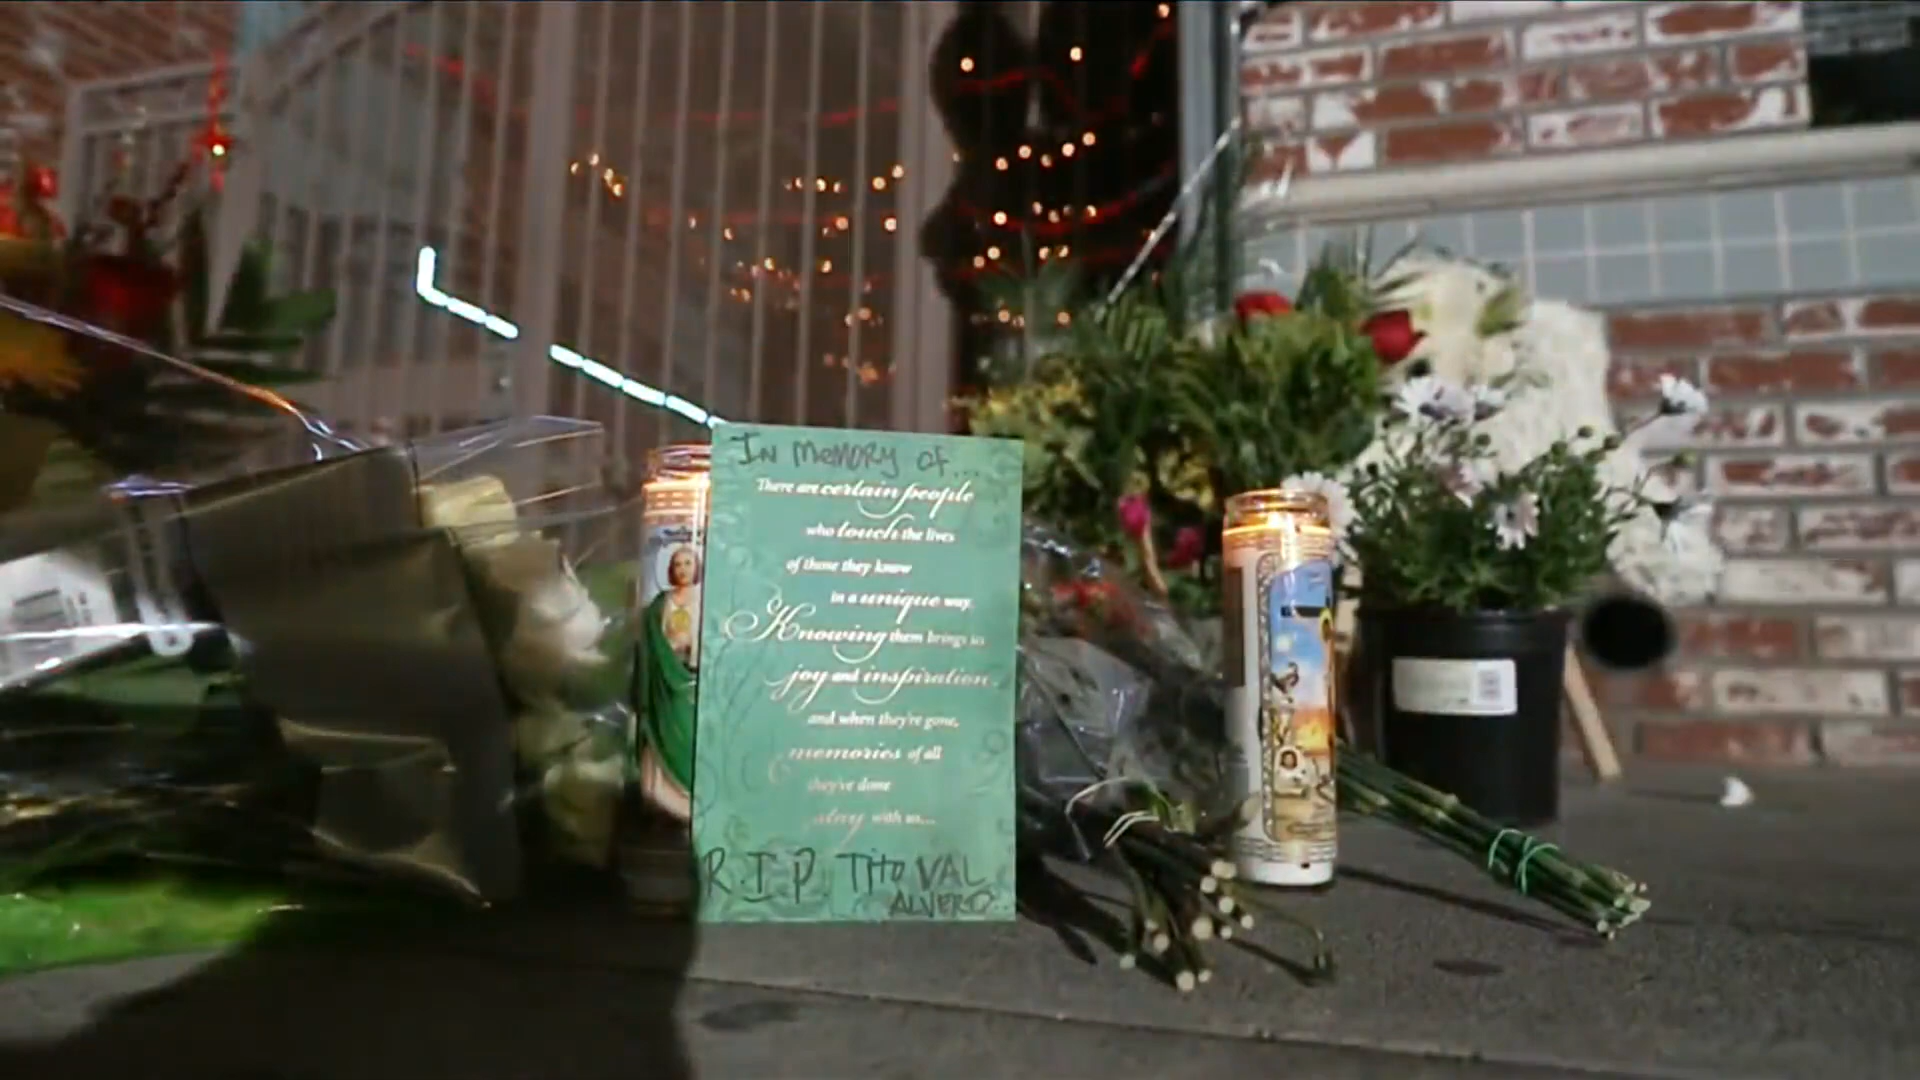 IN MEMORY OF...
There are certain people
who touch the lives
of those they know
in a unique way.
Knowing them brings us
joy and inspiration.
and when they're gone,
memories of all
they've done
stay with us...
R.I.P TITO VAL
ALVERO..